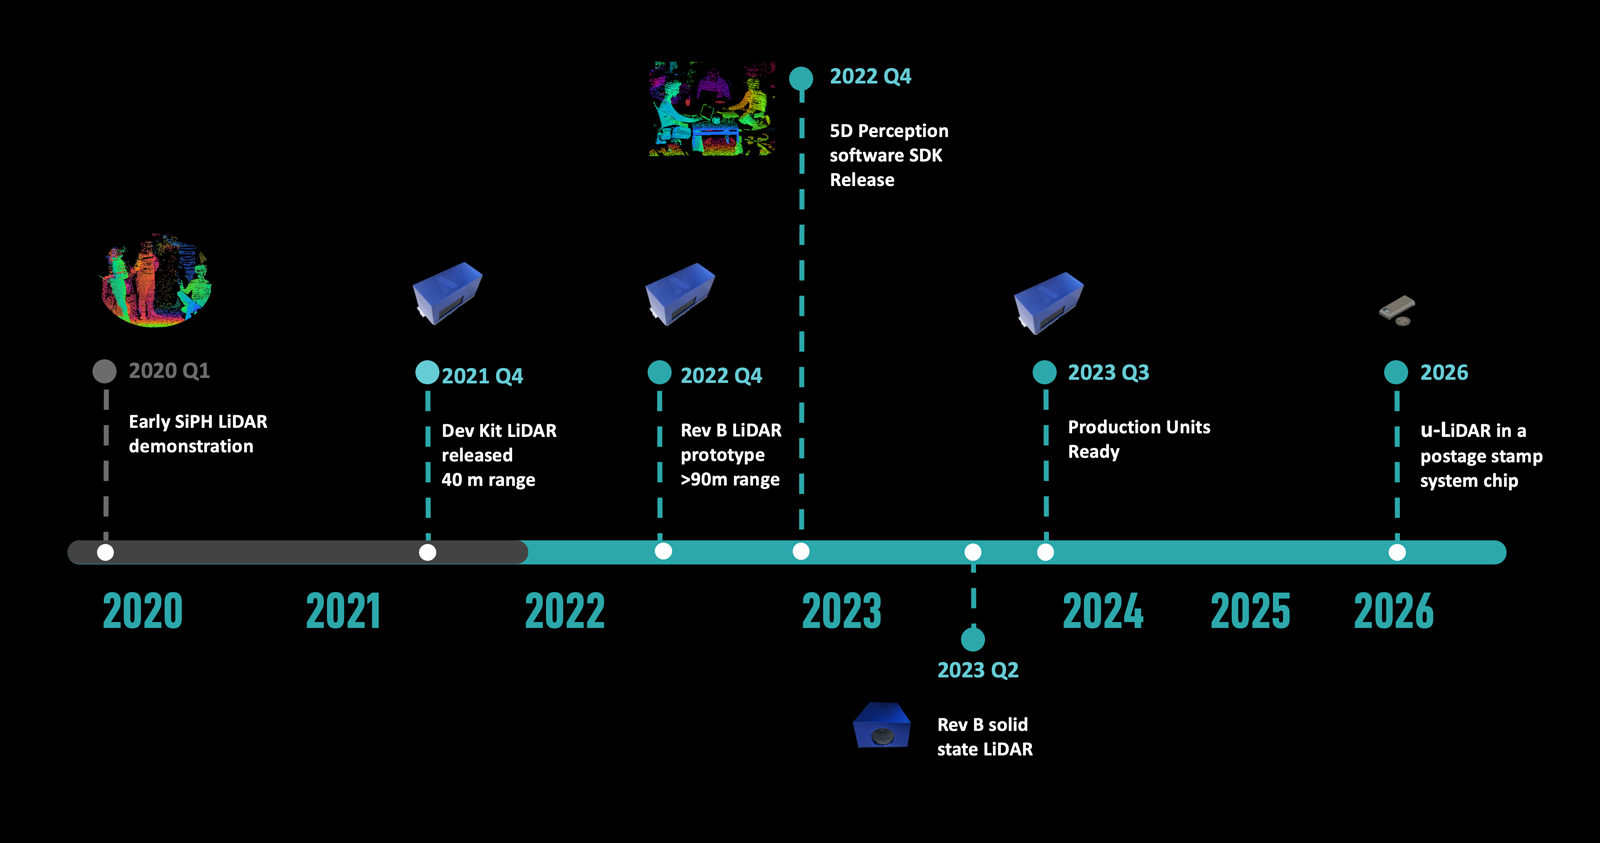 2022 Q4
5D Perception
software SDK
Release
2020 Q1
Early SiPH LiDAR
demonstration
2021 Q4
Dev Kit LiDAR
released
40 m range
2022 Q4
Rev B LiDAR
prototype
>90m range
2023 Q3
Production Units
Ready
2026
u-LiDAR in a
postage stamp
system chip
2020
2021
2022
2023
2024
2025
2026
2023 Q2
Rev B solid
state LiDAR